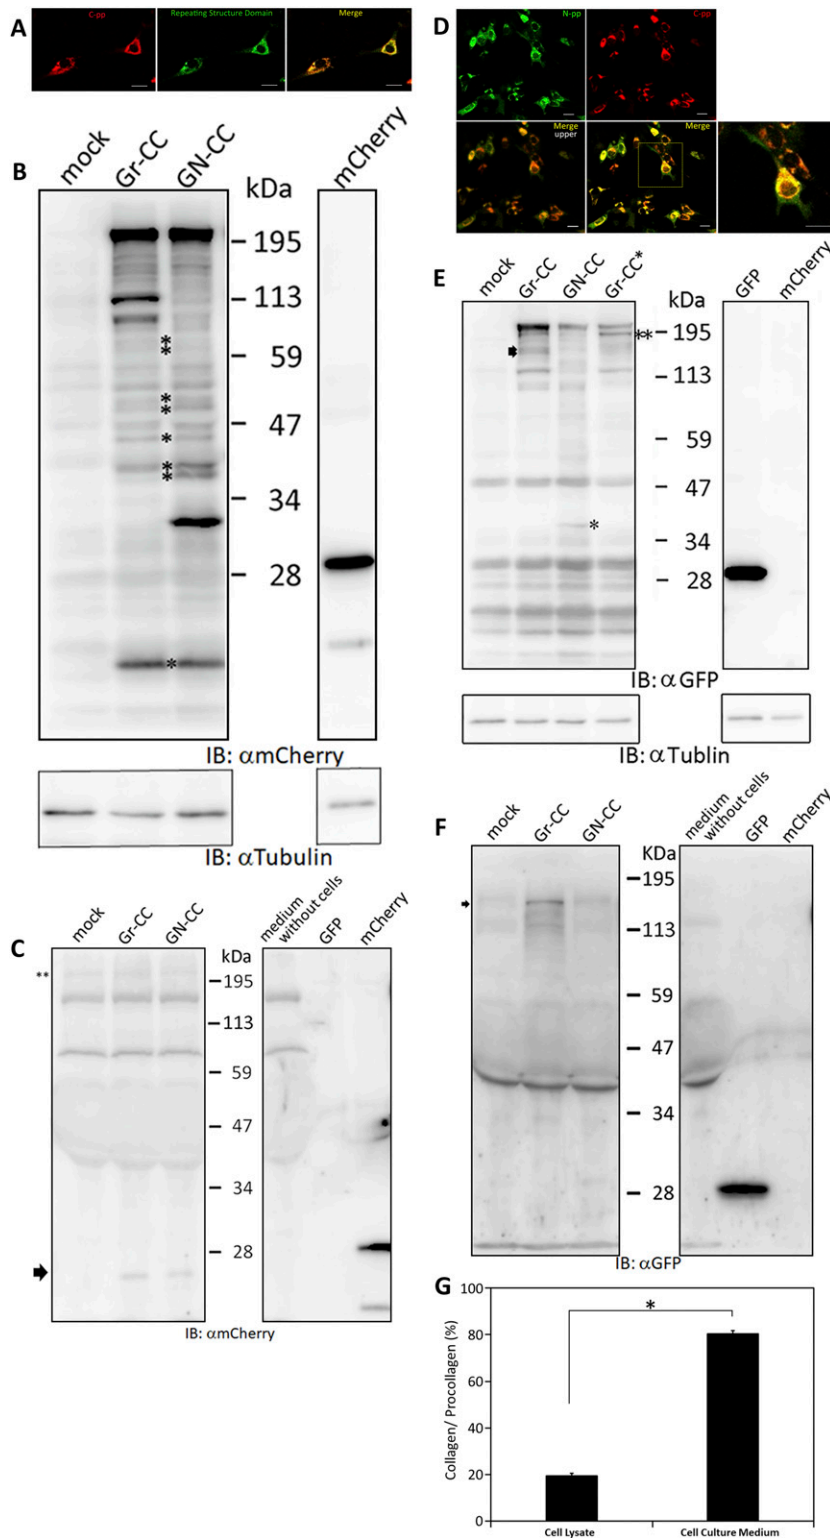 A
C-pp
Repeating Structure Domain
Merge
B
mock
Gr-CC
GN-CC
kDa
mCherry
195
113
*
*
59
*
*
47
*
*
*
34
28
*
IB: αmCherry
IB: αTubulin
C
mock
Gr-CC
GN-CC
kDa
medium
without cells
GFP
mCherry
**
195
113
59
47
34
28
IB: αmCherry
D
N-pp
C-pp
Merge
upper
Merge
E
mock
Gr-CC
GN-CC
Gr-CC*
kDa
GFP
mCherry
195
**
113
59
47
*
34
28
IB: αGFP
IB: αTublin
F
mock
Gr-CC
GN-CC
KDa
medium
without cells
GFP
mCherry
195
113
59
47
34
28
IB: αGFP
G
Collagen/ Procollagen (%)
100
80
60
40
20
0
*
Cell Lysate
Cell Culture Medium